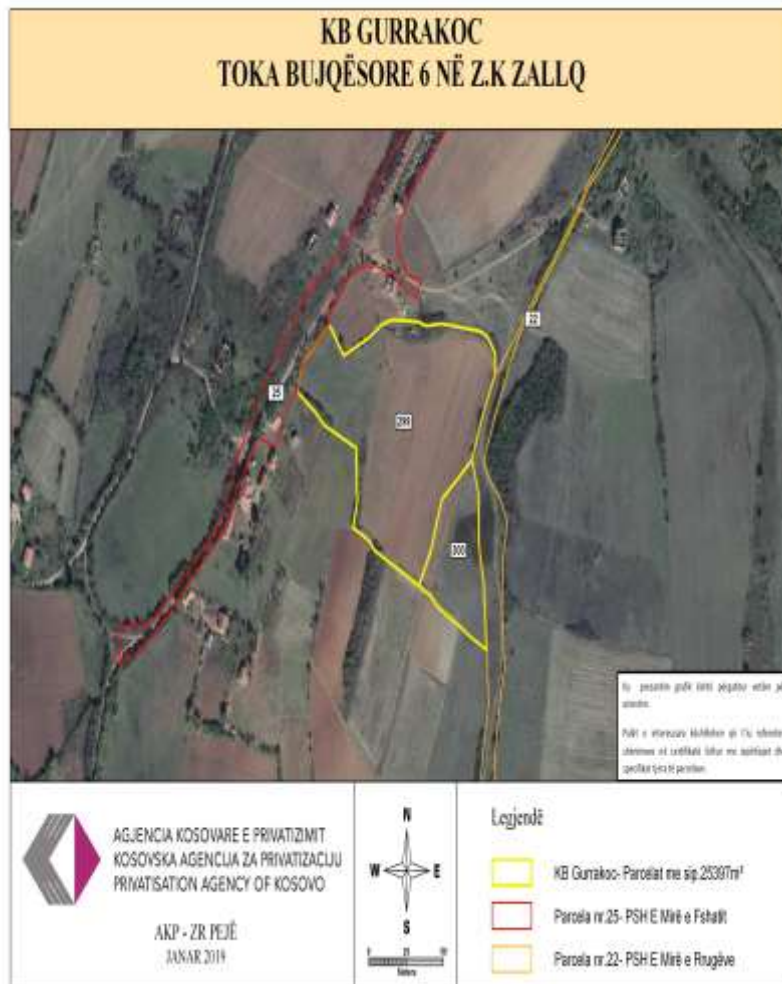 KB GURRAKOC
TOKA BUJQËSORE 6 NË Z.K ZALLQ
22
25
299
300
AGJENCIA KOSOVARE E PRIVATIZIMIT
KOSOVSKA AGENCIJA ZA PRIVATIZACIJU
PRIVATISATION AGENCY OF KOSOVO
AKP - ZR PEJË
JANAR 2019
N
W E
S
Legjendë
KB Gurrakoc- Parcelat me sip.25397m²
Parcela nr.25- PSH E Mirë e Fshatit
Parcela nr.22- PSH E Mirë e Rrugëve